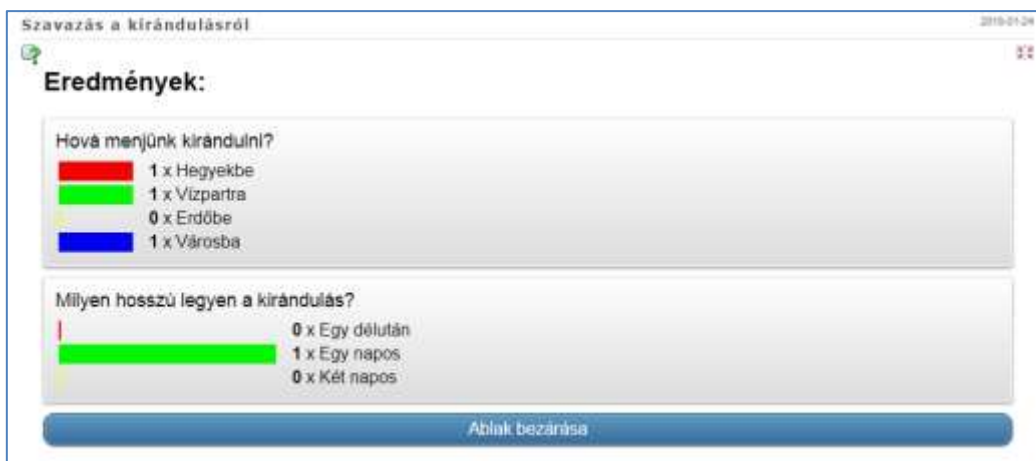 Szavazás a kirándulásról
Eredmények:
Hová menjünk kirándulni?
1 x Hegyekbe
1 x Vízpartra
0 x Erdőbe
1 x Városba
Milyen hosszú legyen a kirándulás?
0 x Egy délután
1 x Egy napos
0 x Két napos
Ablak bezárása